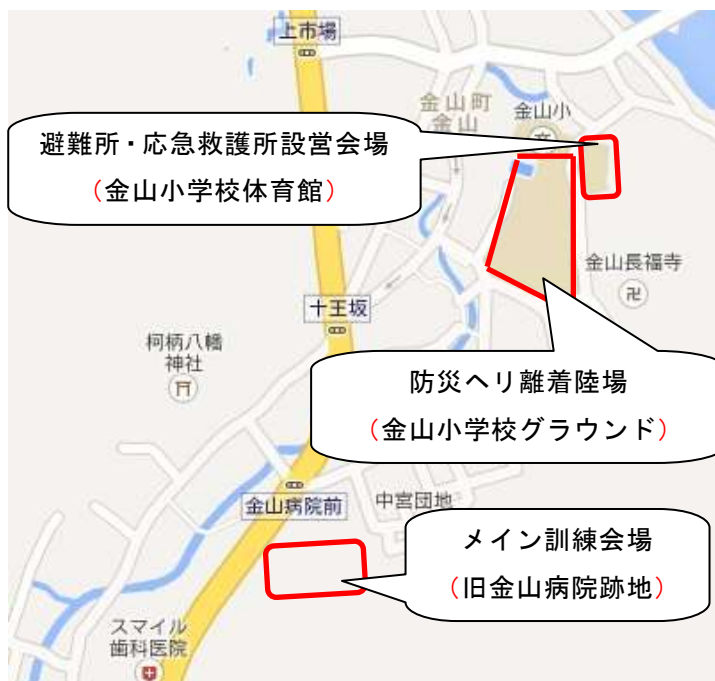 上市場
金山町
金山
金山小
文
避難所・応急救護所設営会場
（金山小学校体育館）
金山長福寺
卍
十王坂
柯柄八幡
神社
防災ヘリ離着陸場
（金山小学校グラウンド）
金山病院前
中宮団地
メイン訓練会場
（旧金山病院跡地）
スマイル
歯科医院